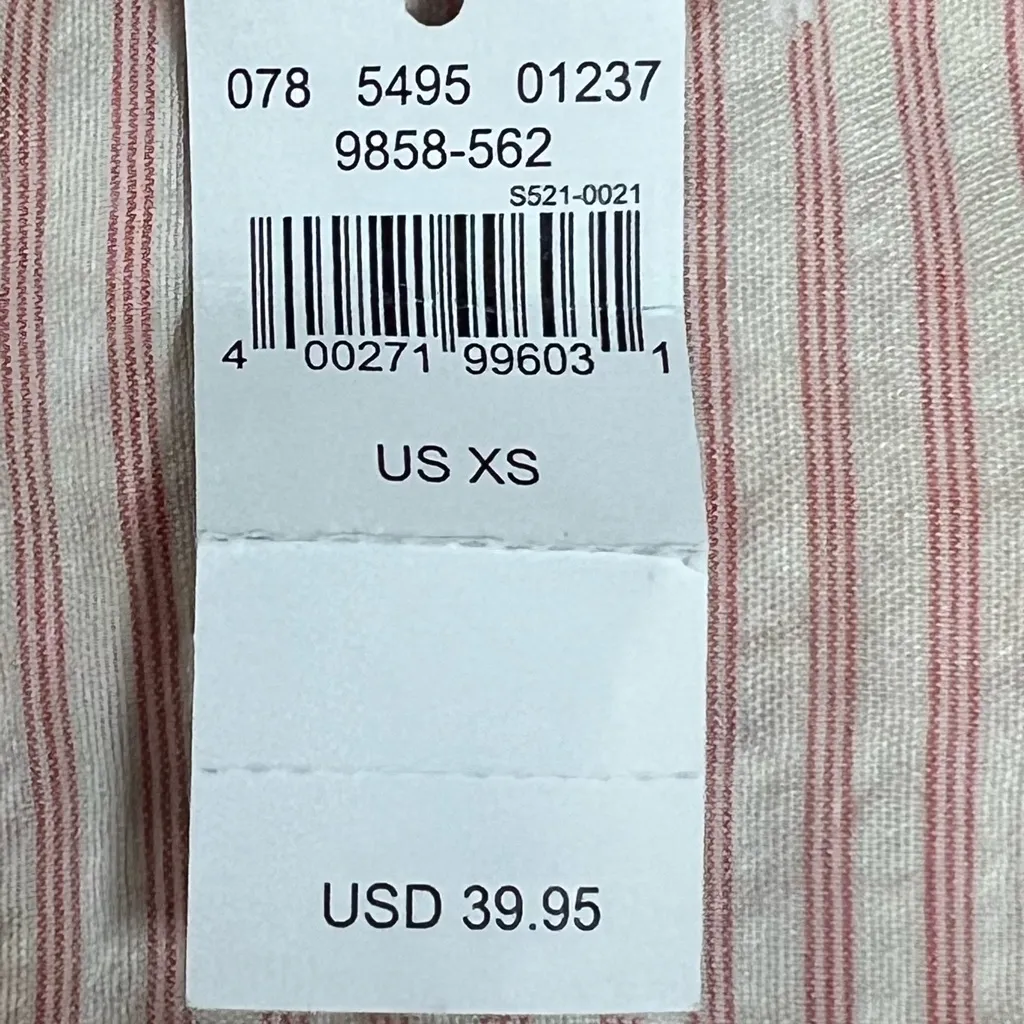 078 5495 01237
9858-562
S521-0021
4 00271 99603 1
US XS
USD 39.95